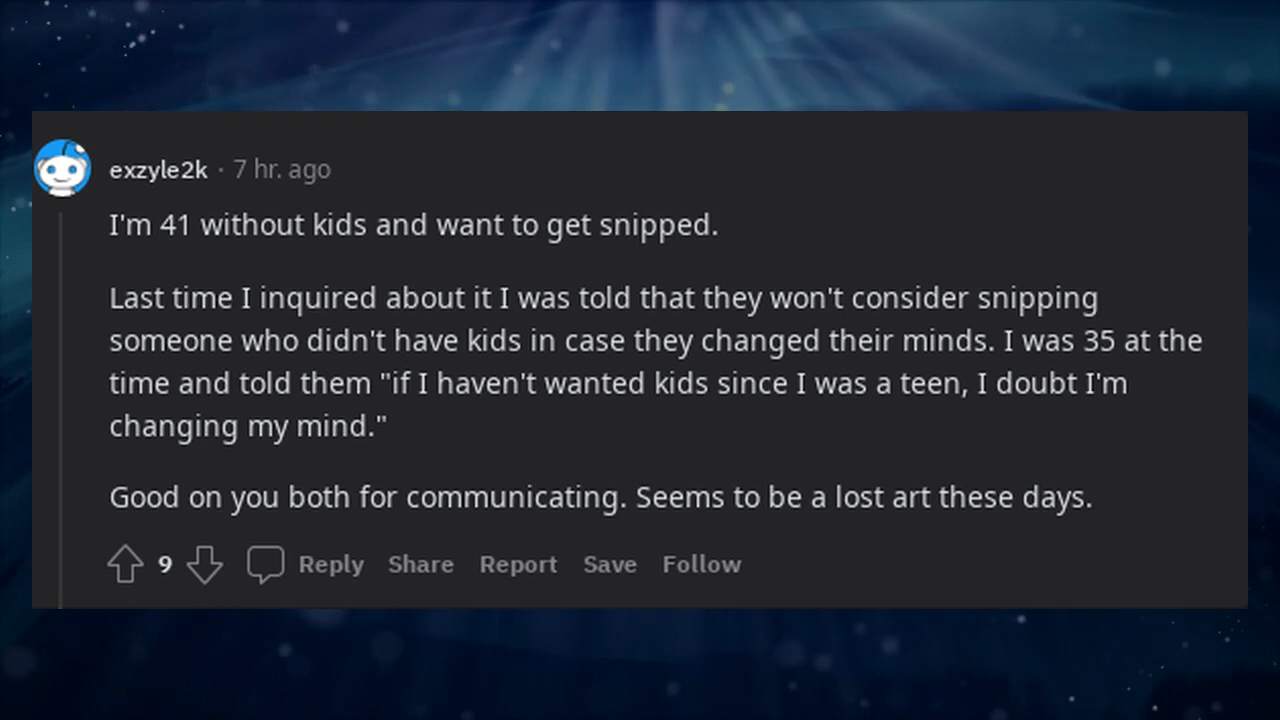 exzyle2k · 7 hr. ago
I'm 41 without kids and want to get snipped.
Last time I inquired about it I was told that they won't consider snipping
someone who didn't have kids in case they changed their minds. I was 35 at the
time and told them "if I haven't wanted kids since I was a teen, I doubt I'm
changing my mind."
Good on you both for communicating. Seems to be a lost art these days.
9 Reply Share Report Save Follow